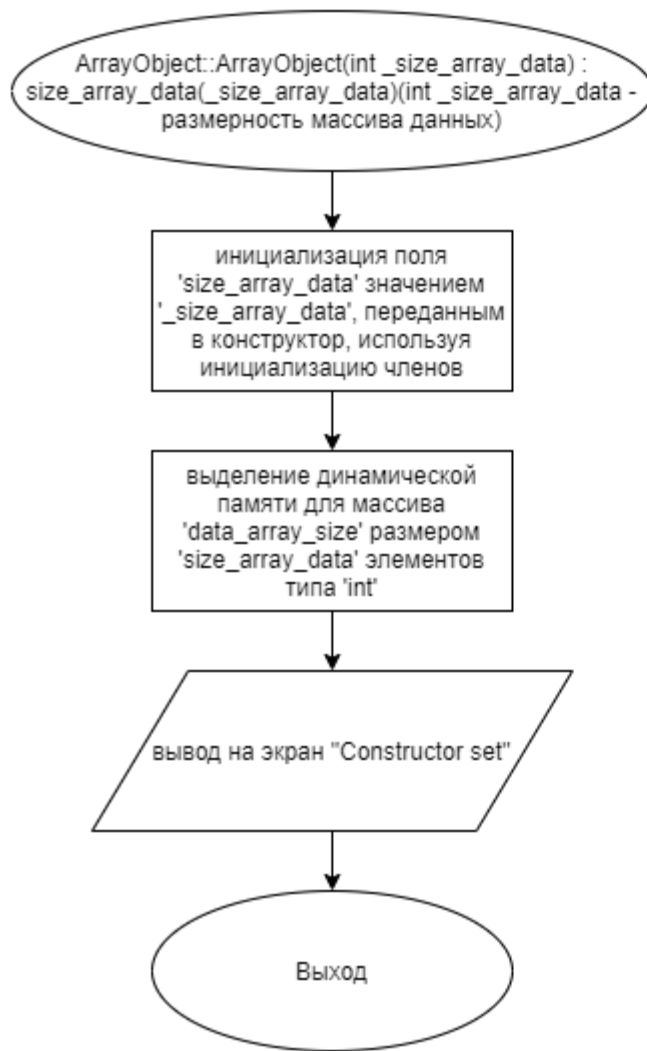 ArrayObject::ArrayObject(int _size_array_data) :
size_array_data(_size_array_data)(int _size_array_data -
размерность массива данных)
инициализация поля
'size_array_data' значением
'_size_array_data', переданным
в конструктор, используя
инициализацию членов
выделение динамической
памяти для массива
'data_array_size' размером
'size_array_data' элементов
типа 'int'
вывод на экран "Constructor set"
Выход